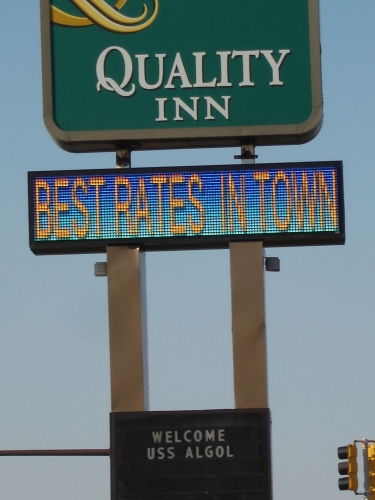 QUALITY
INN
BEST RATES IN TOWN
WELCOME
USS ALGOL